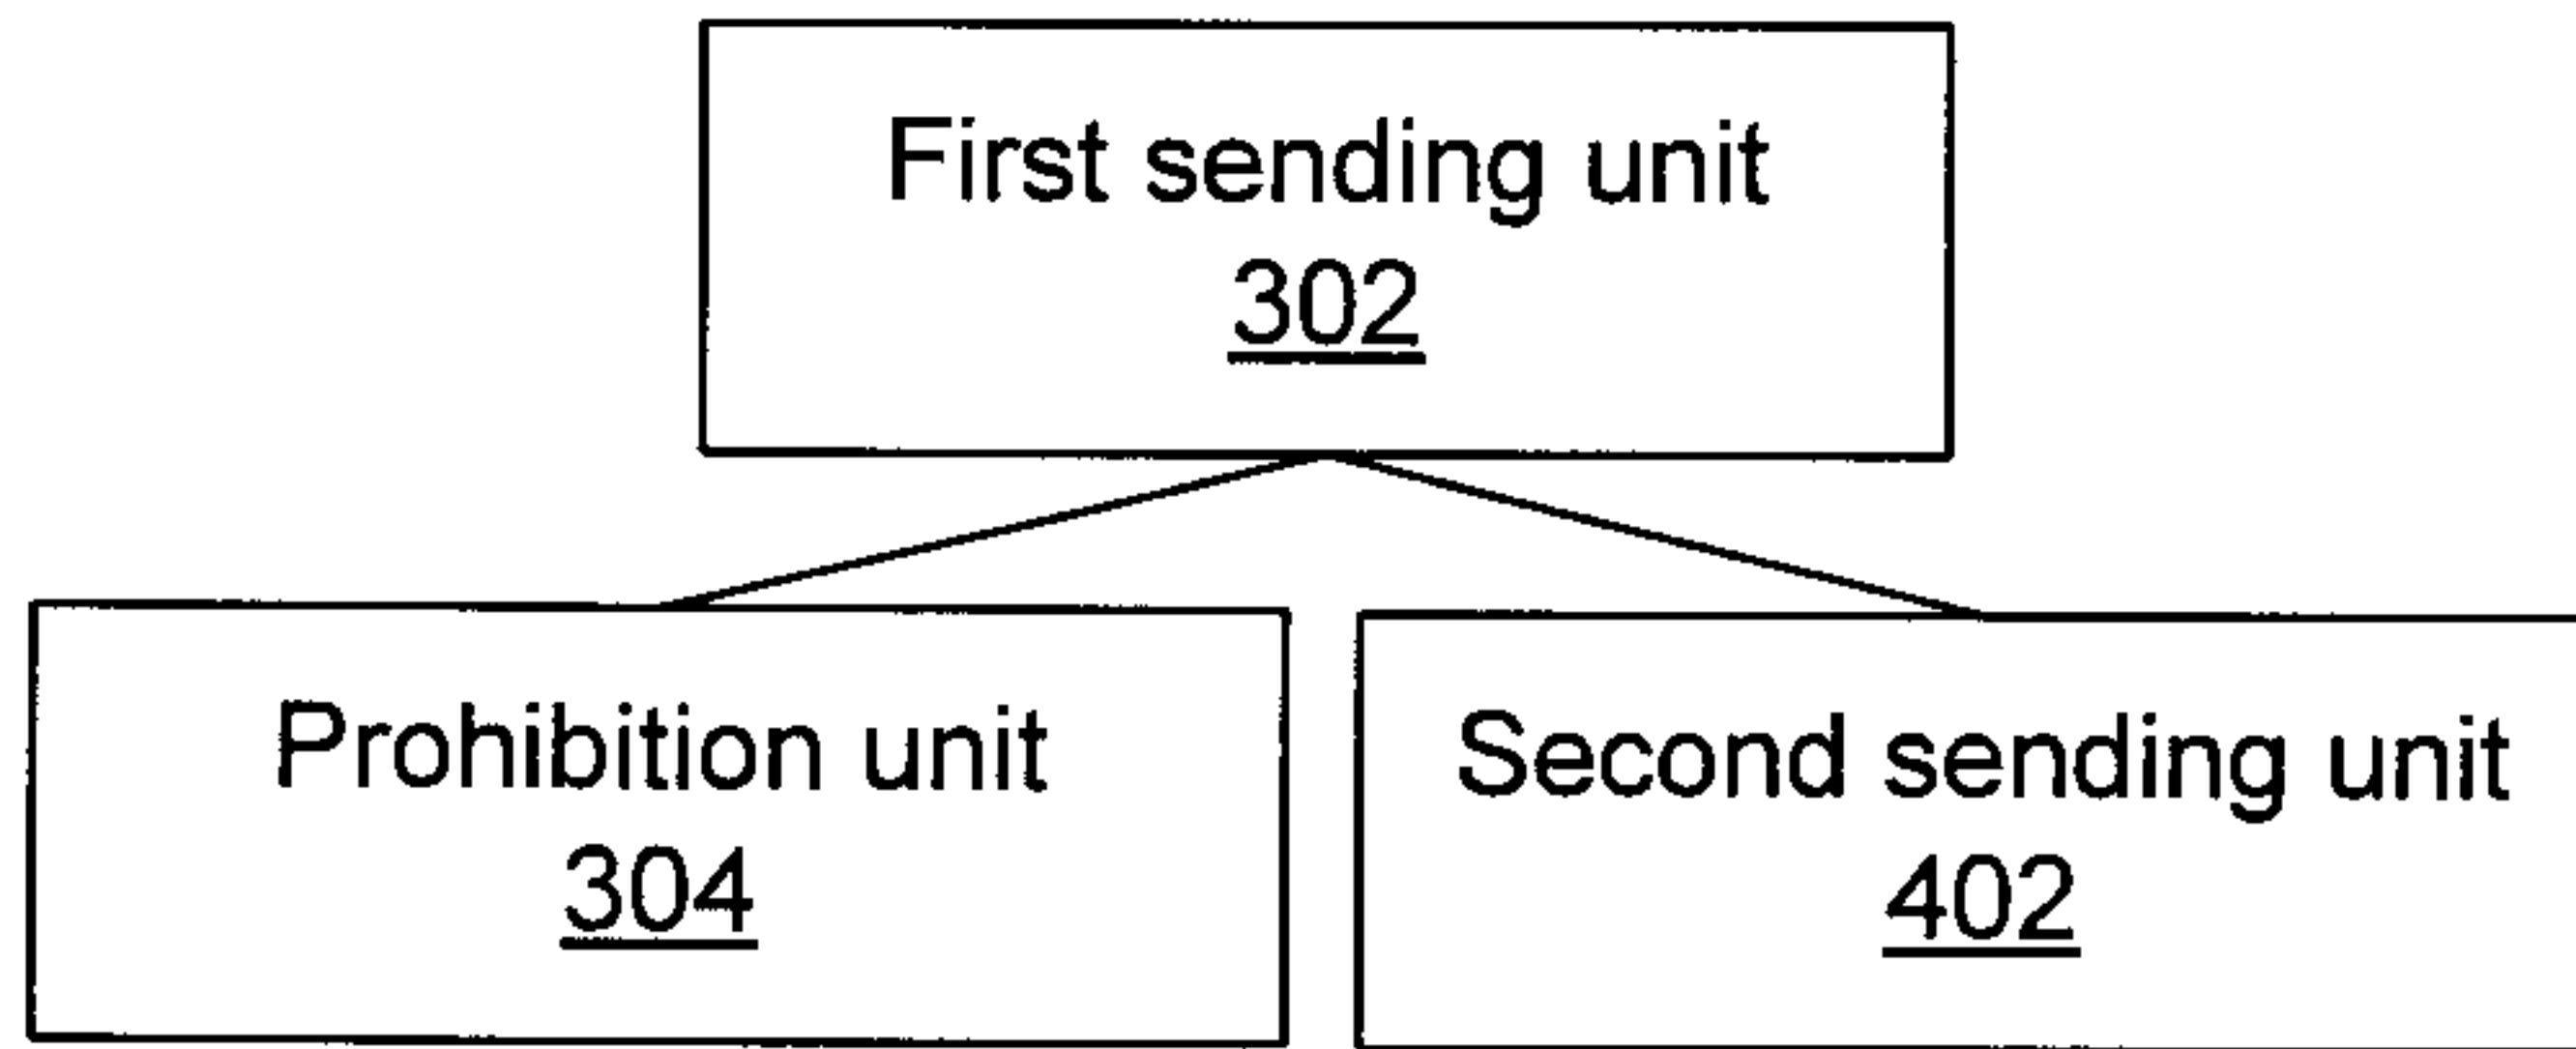 First sending unit
302
Prohibition unit
304
Second sending unit
402